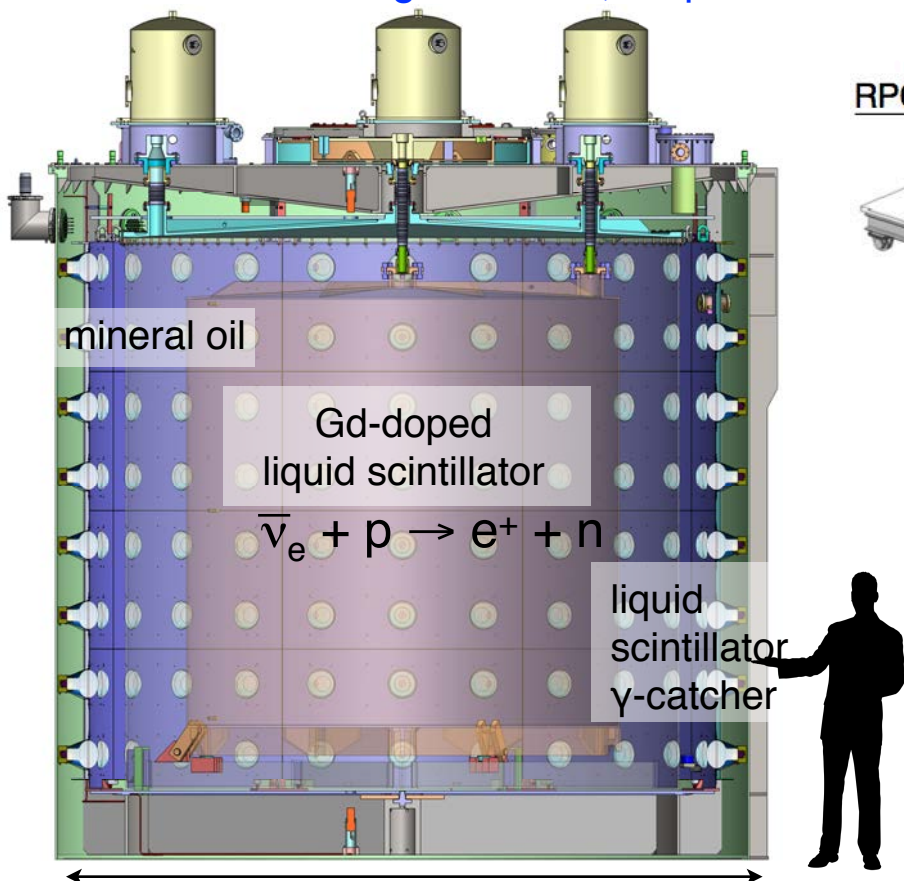 mineral oil
Gd-doped
liquid scintillator
ν̅ₑ + p → e⁺ + n
liquid
scintillator
γ-catcher